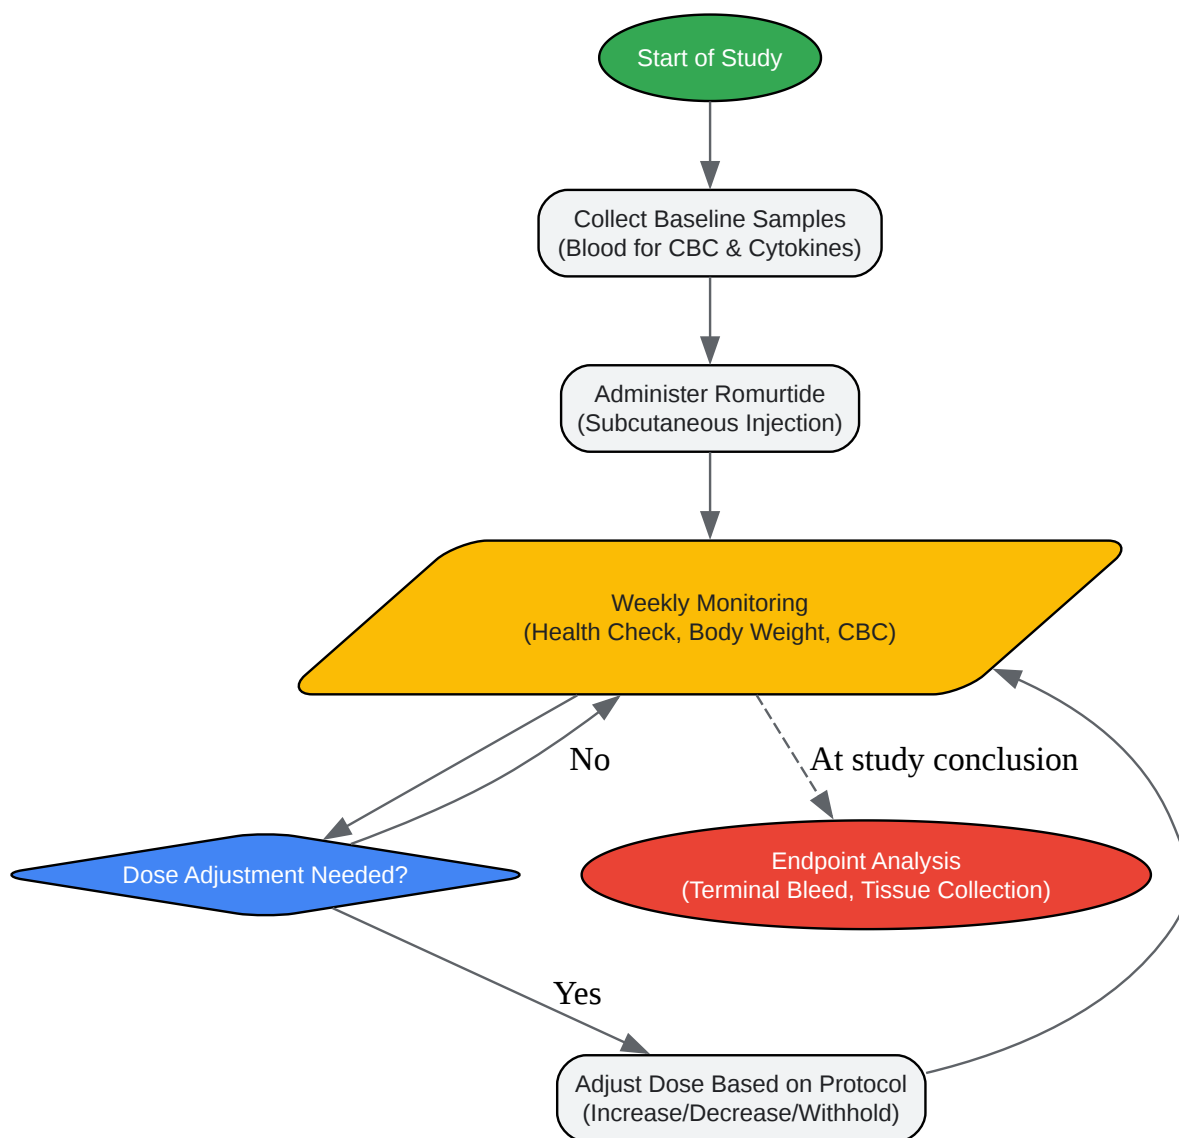 Start of Study
Collect Baseline Samples
(Blood for CBC & Cytokines)
Administer Romurtide
(Subcutaneous Injection)
Weekly Monitoring
(Health Check, Body Weight, CBC)
No
At study conclusion
Dose Adjustment Needed?
Endpoint Analysis
(Terminal Bleed, Tissue Collection)
Yes
Adjust Dose Based on Protocol
(Increase/Decrease/Withhold)